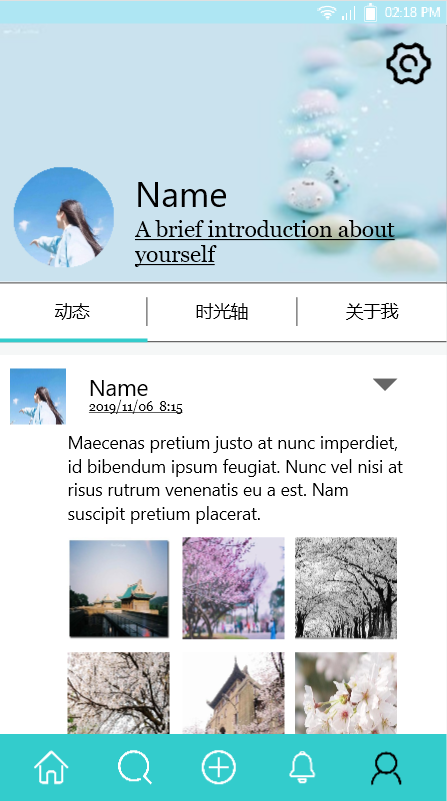 02:18 PM
Name
A brief introduction about
yourself
动态
时光轴
关于我
Name
2019/11/06 8:15
Maecenas pretium justo at nunc imperdiet,
id bibendum ipsum feugiat. Nunc vel nisi at
risus rutrum venenatis eu a est. Nam
suscipit pretium placerat.